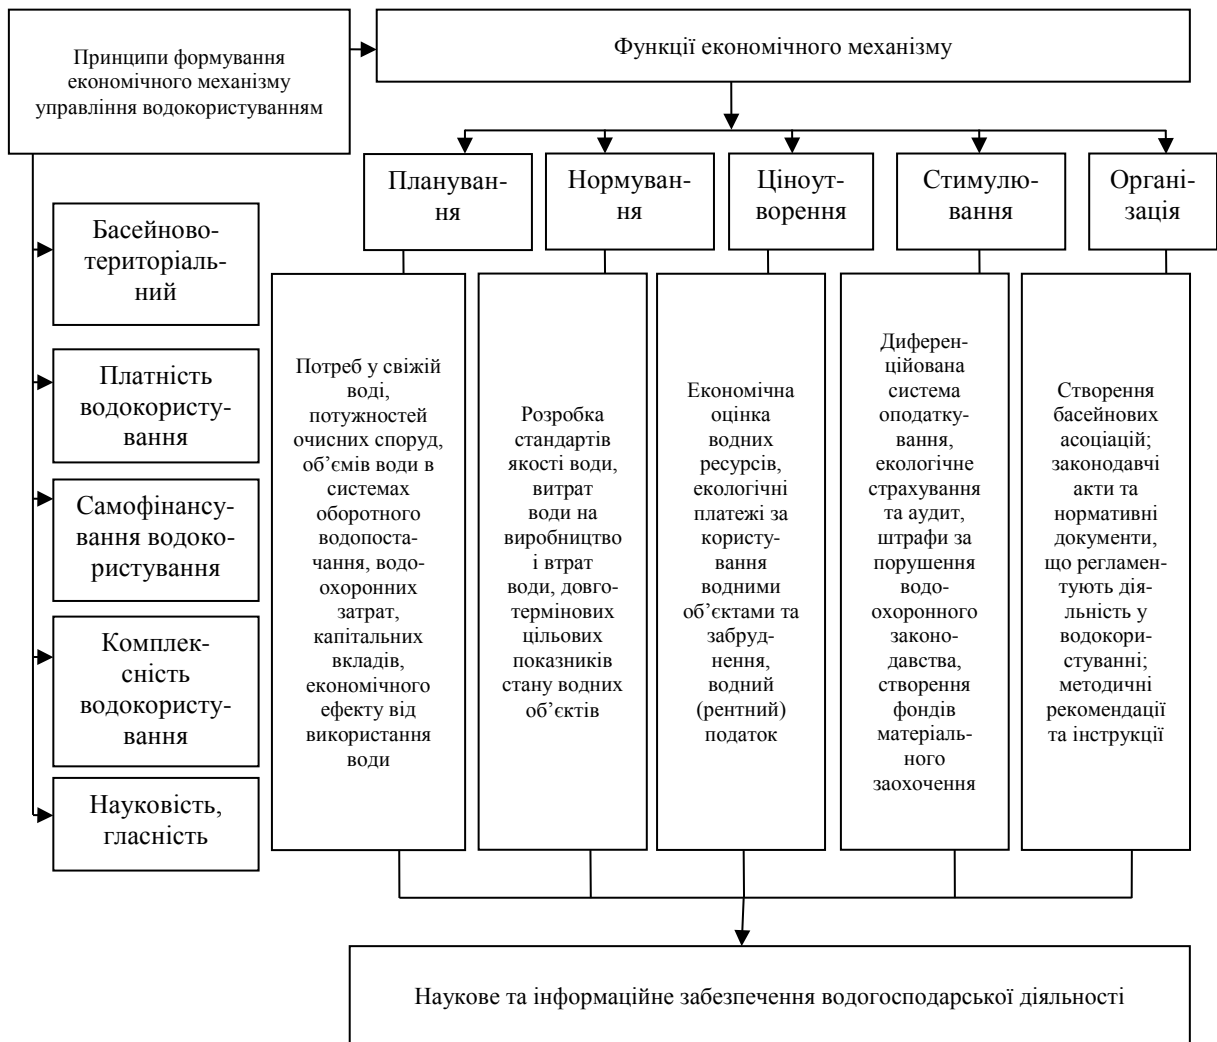 Принципи формування
економічного механізму
управління водокористуванням
Функції економічного механізму
Плануван-
ня
Нормуван-
ня
Ціноут-
ворення
Стимулю-
вання
Органі-
зація
Басейново-
територіаль-
ний
Платність
водокористу-
вання
Самофінансу-
вання водоко-
ристування
Комплек-
сність
водокористу-
вання
Науковість,
гласність
Потреб у свіжій
воді,
потужностей
очисних споруд,
об’ємів води в
системах
оборотного
водопоста-
чання, водо-
охоронних
затрат,
капітальних
вкладів,
економічного
ефекту від
використання
води
Розробка
стандартів
якості води,
витрат
води на
виробництво
і втрат
води, довго-
термінових
цільових
показників
стану водних
об’єктів
Економічна
оцінка
водних
ресурсів,
екологічні
платежі за
користу-
вання
водними
об’єктами та
забруд-
нення,
водний
(рентний)
податок
Диферен-
ційована
система
оподатку-
вання,
екологічне
страхування
та аудит,
штрафи за
порушення
водо-
охоронного
законо-
давства,
створення
фондів
матеріаль-
ного
заохочення
Створення
басейнових
асоціацій;
законодавчі
акти та
нормативні
документи,
що регламен-
тують дія-
льність у
водокори-
стуванні;
методичні
рекомендації
та інструкції
Наукове та інформаційне забезпечення водогосподарської діяльності